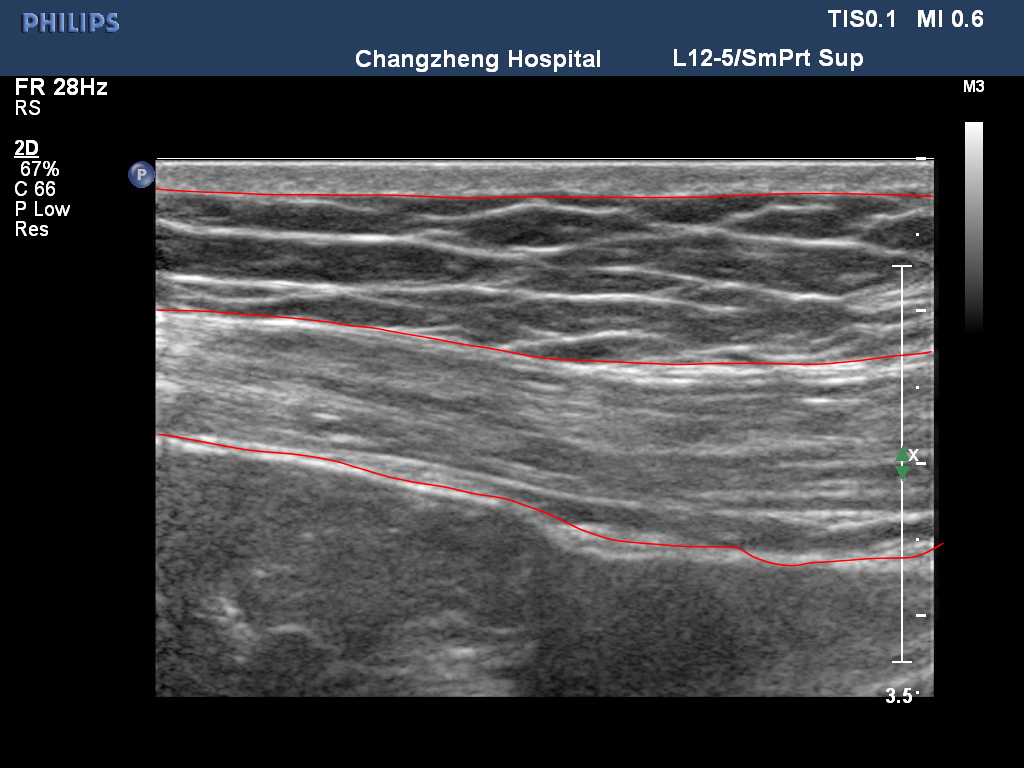 PHILIPS
TIS0.1 MI 0.6
Changzheng Hospital
L12-5/SmPrt Sup
FR 28Hz
RS
M3
2D
67%
C 66
P Low
Res
P
X
3.5